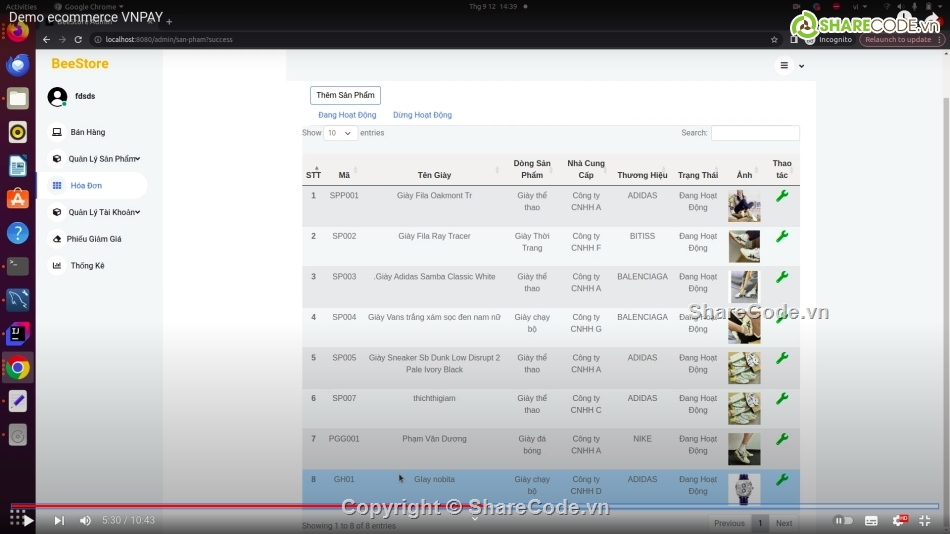 Activities
Google Chrome
Thg 9 12 14:39
vi
Demo ecommerce VNPAY
SHARECODE.VN
localhost:8080/admin/san-pham?success
Incognito
Relaunch to update
BeeStore
fdsds
Bán Hàng
Quản Lý Sản Phẩm
Hóa Đơn
Quản Lý Tài Khoản
Phiếu Giảm Giá
Thống Kê
Thêm Sản Phẩm
Đang Hoạt Động
Dừng Hoạt Động
Show 10 entries
Search:
STT Mã Tên Giày Dòng Sản Phẩm Nhà Cung Cấp Thương Hiệu Trạng Thái Ảnh Thao tác
1 SPP001 Giày Fila Oakmont Tr Giày thể thao Công ty CNHH A ADIDAS Đang Hoạt Động
2 SP002 Giày Fila Ray Tracer Giày Thời Trang Công ty CNHH F BITISS Đang Hoạt Động
3 SP003 .Giày Adidas Samba Classic White Giày thể thao Công ty CNHH A BALENCIAGA Đang Hoạt Động
ShareCode.vn
4 SP004 Giày Vans trắng xám sọc đen nam nữ Giày chạy bộ Công ty CNHH G BALENCIAGA Đang Hoạt Động
5 SP005 Giày Sneaker Sb Dunk Low Disrupt 2 Pale Ivory Black Giày thể thao Công ty CNHH A ADIDAS Đang Hoạt Động
6 SP007 thichthigiam Giày thể thao Công ty CNHH C ADIDAS Đang Hoạt Động
7 PGG001 Phạm Văn Dương Giày đá bóng Công ty CNHH A NIKE Đang Hoạt Động
8 GH01 GIay nobita Giày chạy bộ Công ty CNHH D ADIDAS Đang Hoạt Động
Copyright © ShareCode.vn
5:30 / 10:43
HD
Showing 1 to 8 of 8 entries
Previous 1 Next